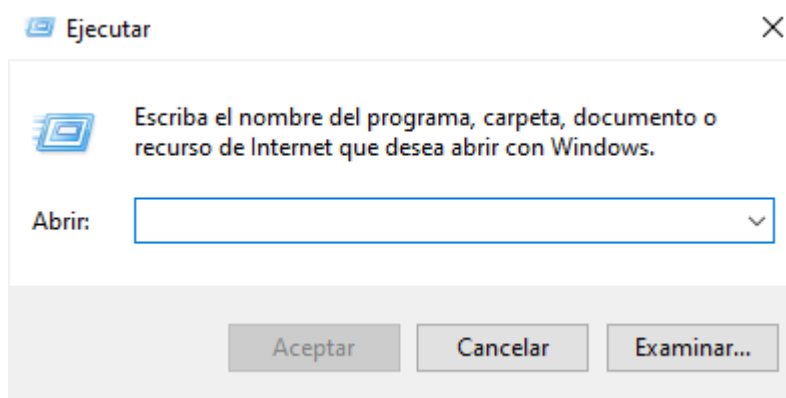 Ejecutar
Escriba el nombre del programa, carpeta, documento o
recurso de Internet que desea abrir con Windows.
Abrir:
Aceptar Cancelar Examinar...